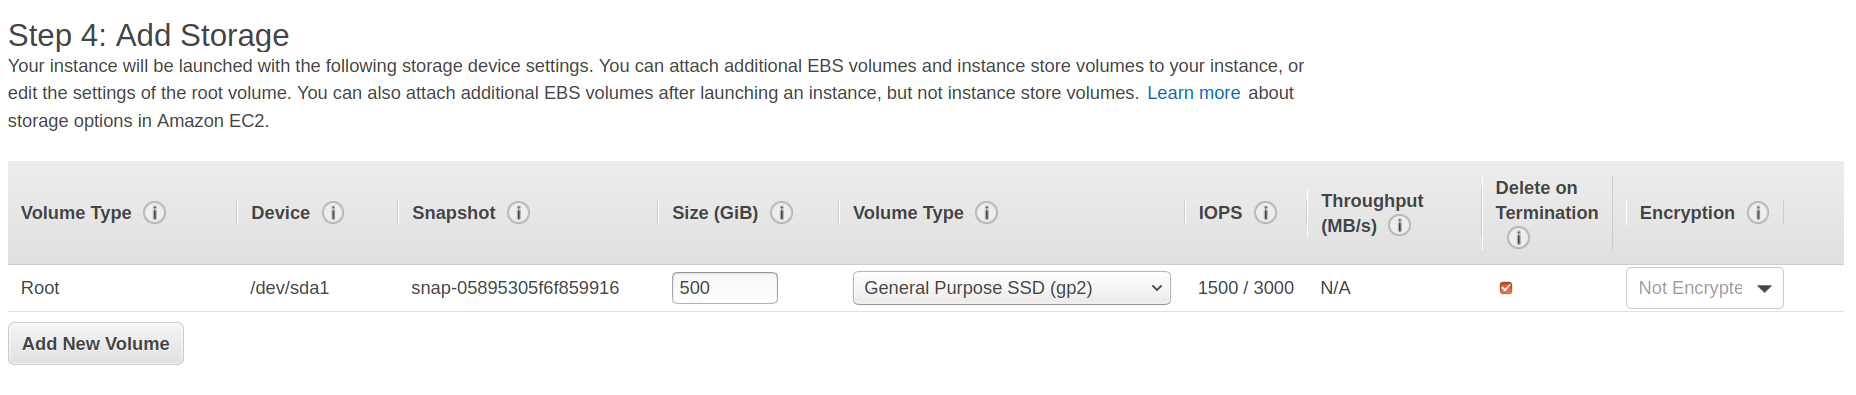 Step 4: Add Storage
Your instance will be launched with the following storage device settings. You can attach additional EBS volumes and instance store volumes to your instance, or
edit the settings of the root volume. You can also attach additional EBS volumes after launching an instance, but not instance store volumes. Learn more about
storage options in Amazon EC2.
Volume Type i Device i Snapshot i Size (GiB) i Volume Type i IOPS i Throughput (MB/s) i Delete on Termination i Encryption i
Root /dev/sda1 snap-05895305f6f859916 500 General Purpose SSD (gp2) 1500 / 3000 N/A Not Encrypte
Add New Volume